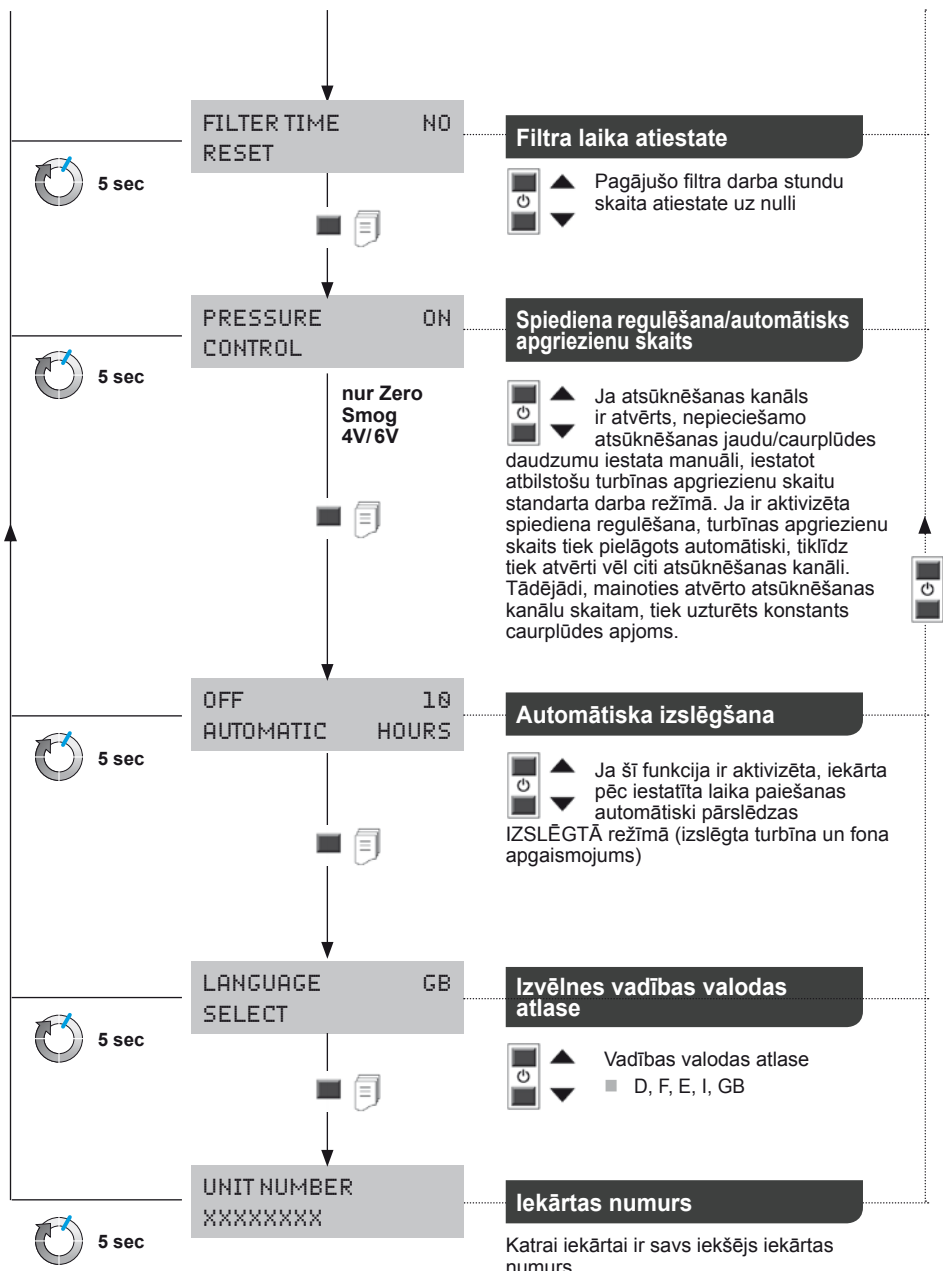 FILTER TIME NO
RESET
Filtra laika atiestate
5 sec
Pagājušo filtra darba stundu
skaita atiestate uz nulli
PRESSURE ON
CONTROL
Spiediena regulēšana/automātisks
apgriezienu skaits
5 sec
nur Zero
Smog
4V/ 6V
Ja atsūknēšanas kanāls
ir atvērts, nepieciešamo
atsūknēšanas jaudu/caurplūdes
daudzumu iestata manuāli, iestatot
atbilstošu turbīnas apgriezienu skaitu
standarta darba režīmā. Ja ir aktivizēta
spiediena regulēšana, turbīnas apgriezienu
skaits tiek pielāgots automātiski, tiklīdz
tiek atvērti vēl citi atsūknēšanas kanāli.
Tādējādi, mainoties atvērto atsūknēšanas
kanālu skaitam, tiek uzturēts konstants
caurplūdes apjoms.
OFF 10
AUTOMATIC HOURS
Automātiska izslēgšana
5 sec
Ja šī funkcija ir aktivizēta, iekārta
pēc iestatīta laika paiešanas
automātiski pārslēdzas
IZSLĒGTĀ režīmā (izslēgta turbīna un fona
apgaismojums)
LANGUAGE GB
SELECT
Izvēlnes vadības valodas
atlase
5 sec
Vadības valodas atlase
■ D, F, E, I, GB
UNIT NUMBER
XXXXXXXX
Iekārtas numurs
5 sec
Katrai iekārtai ir savs iekšējs iekārtas
numurs